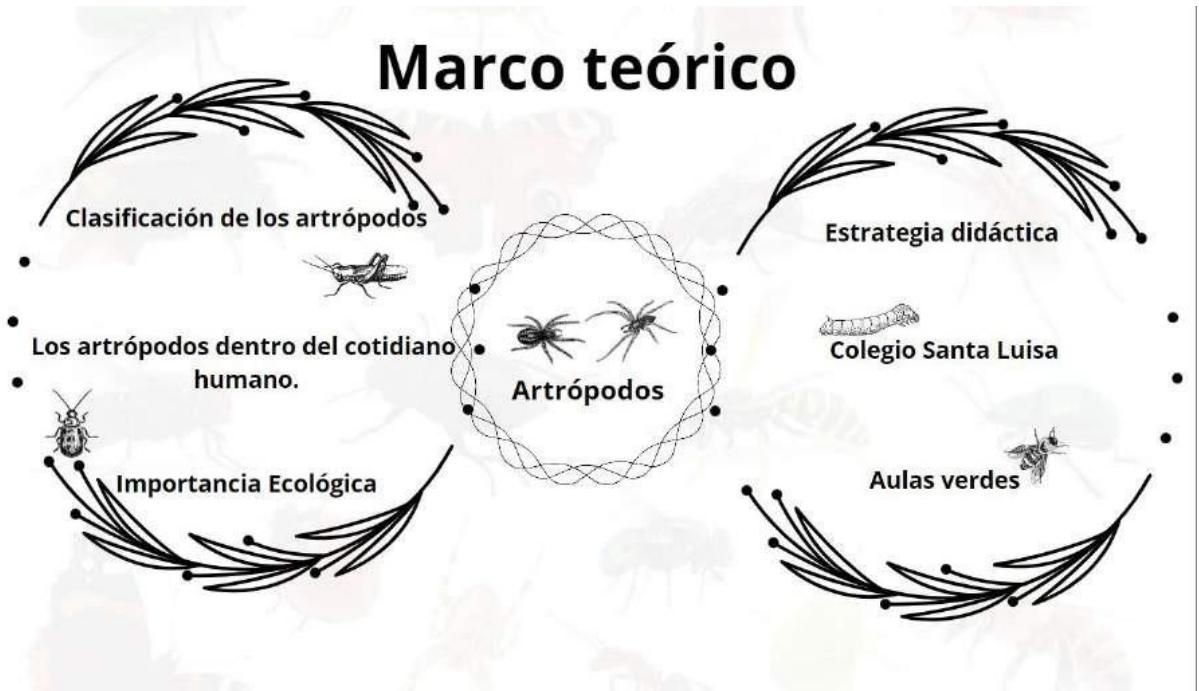 Marco teórico
Clasificación de los artrópodos
Los artrópodos dentro del cotidiano
humano.
Importancia Ecológica
Artrópodos
Estrategia didáctica
Colegio Santa Luisa
Aulas verdes